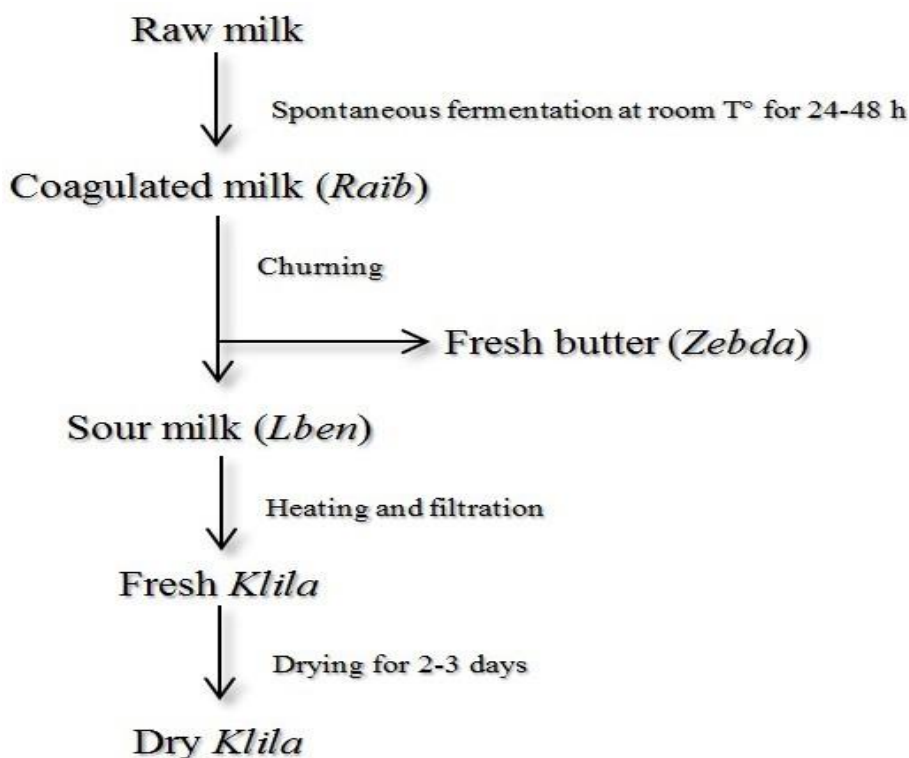 Raw milk
Spontaneous fermentation at room T° for 24-48 h
Coagulated milk (Raïb)
Churning
Fresh butter (Zebda)
Sour milk (Lben)
Heating and filtration
Fresh Klila
Drying for 2-3 days
Dry Klila